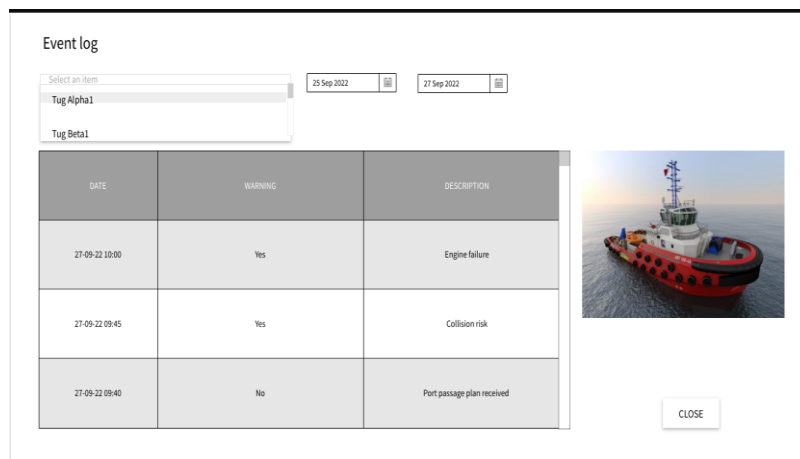 Event log
Select an item
25 Sep 2022
27 Sep 2022
Tug Alpha1
Tug Beta1
DATE WARNING DESCRIPTION
27-09-22 10:00 Yes Engine failure
27-09-22 09:45 Yes Collision risk
27-09-22 09:40 No Port passage plan received
CLOSE